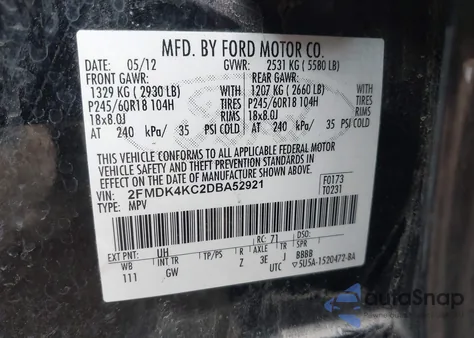 MFD. BY FORD MOTOR CO.
DATE: 05/12 GVWR: 2531 KG ( 5580 LB)
FRONT GAWR: REAR GAWR:
1329 KG ( 2930 LB) 1207 KG ( 2660 LB)
P245/60R18 104H TIRES P245/60R18 104H
18x8.0J RIMS 18x8.0J
AT 240 kPa/ 35 PSI COLD AT 240 kPa/ 35 PSI COLD
THIS VEHICLE CONFORMS TO ALL APPLICABLE FEDERAL MOTOR
VEHICLE SAFETY AND THEFT PREVENTION STANDARDS IN
EFFECT ON THE DATE OF MANUFACTURE SHOWN ABOVE.
VIN: 2FMDK4KC2DBA52921 F0173
TYPE: MPV T0231
EXT PNT: UH RC: 71 DSO:
WB INT TR TP/PS R AXLE TR SPR
111 GW Z 3E J BBBB
UTC 5U5A-1520472-BA
AutoSnap